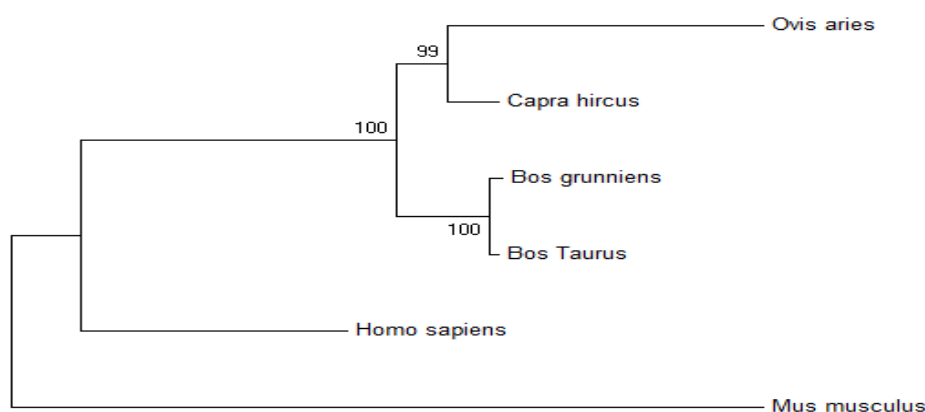 Ovis aries
99
Capra hircus
100
Bos grunniens
100
Bos Taurus
Homo sapiens
Mus musculus